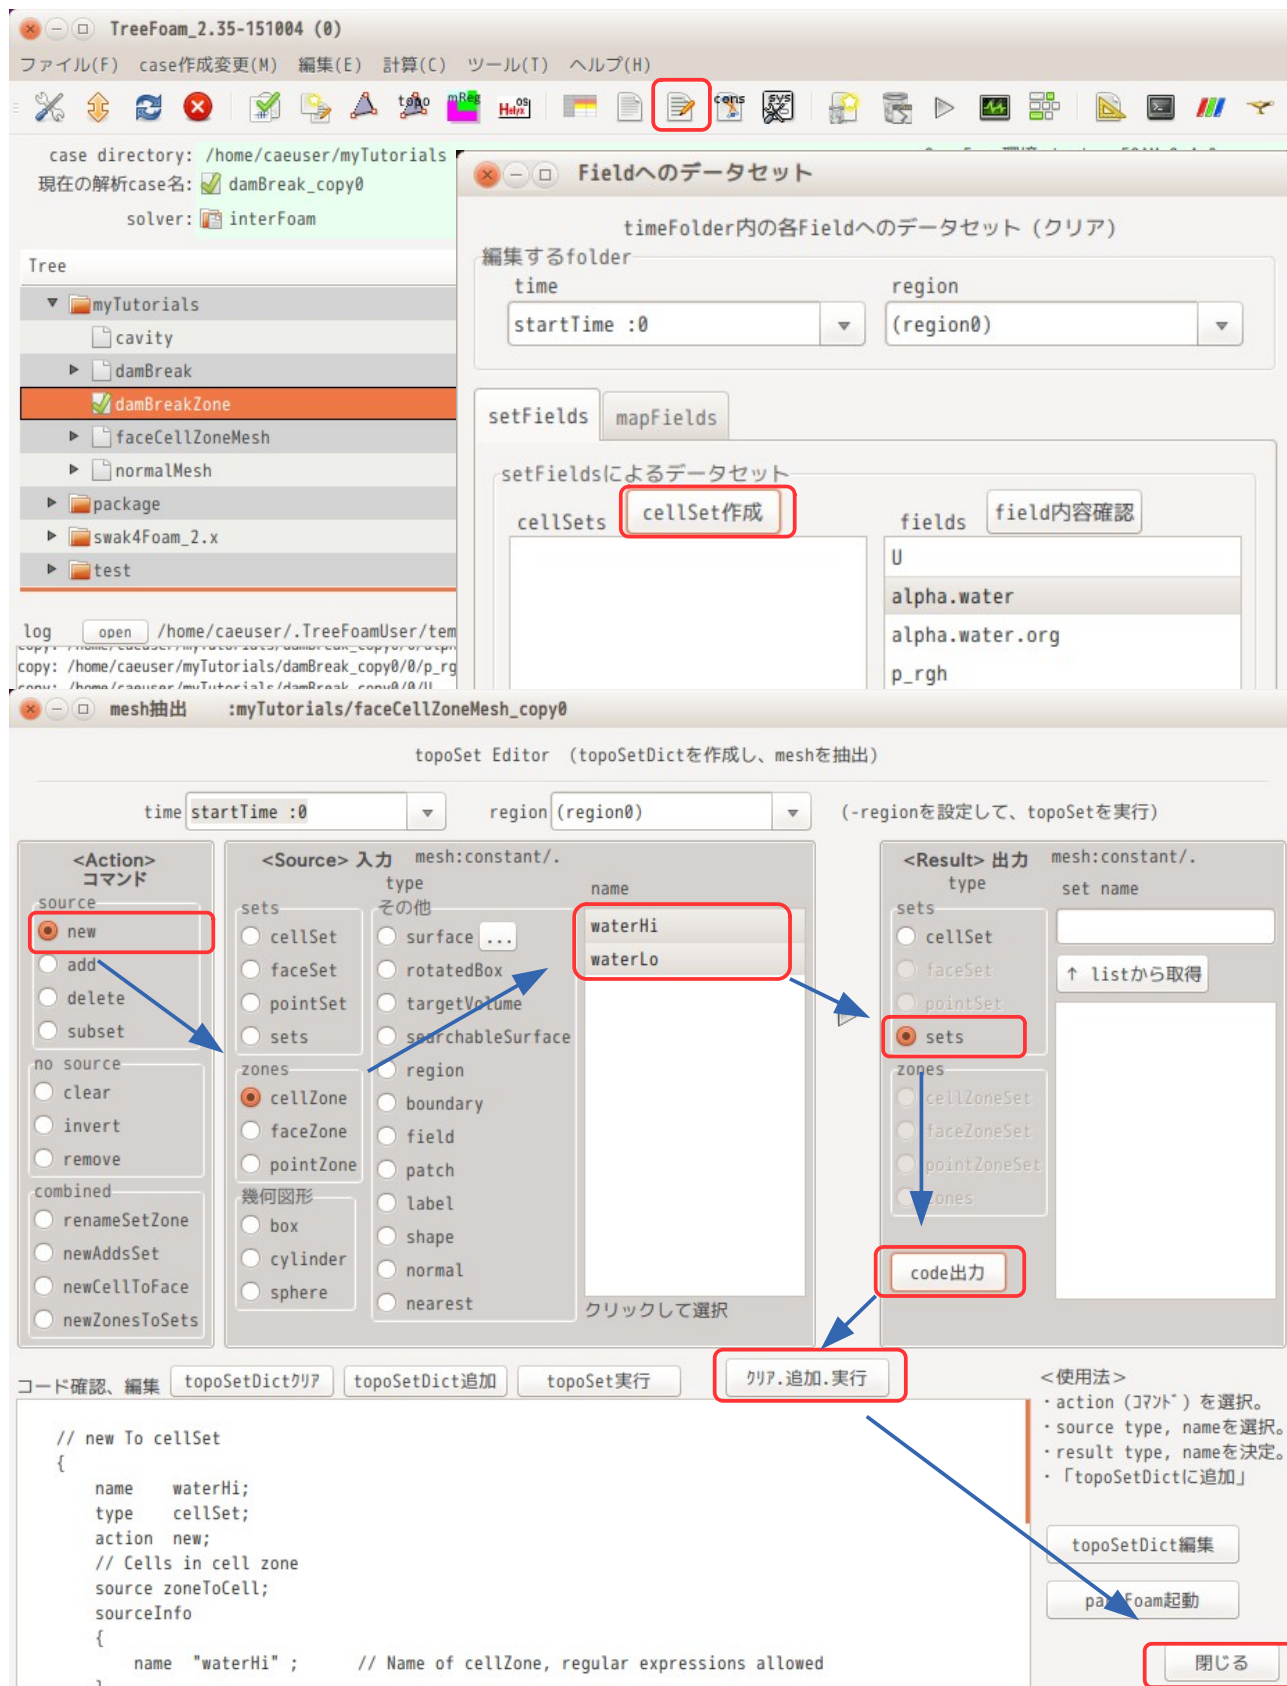 TreeFoam_2.35-151004 (0)
ファイル(F) case作成変更(M) 編集(E) 計算(C) ツール(T) ヘルプ(H)
topo mReg Helyx OS cons sys
case directory: /home/caeuser/myTutorials
現在の解析case名: damBreak_copy0
solver: interFoam
Tree
myTutorials
cavity
damBreak
damBreakZone
faceCellZoneMesh
normalMesh
package
swak4Foam_2.x
test
log open /home/caeuser/.TreeFoamUser/tem
copy: /home/caeuser/myTutorials/damBreak_copy0/0/alph
copy: /home/caeuser/myTutorials/damBreak_copy0/0/p_rg
copy: /home/caeuser/myTutorials/damBreak_copy0/0/U
Fieldへのデータセット
timeFolder内の各Fieldへのデータセット (クリア)
編集するfolder
time region
startTime :0 (region0)
setFields mapFields
setFieldsによるデータセット
cellSets cellSet作成 fields field内容確認
U
alpha.water
alpha.water.org
p_rgh
mesh抽出 :myTutorials/faceCellZoneMesh_copy0
topoSet Editor (topoSetDictを作成し、meshを抽出)
time startTime :0 region (region0) (-regionを設定して、topoSetを実行)
<Action>
コマンド
source
new
add
delete
subset
no source
clear
invert
remove
combined
renameSetZone
newAddsSet
newCellToFace
newZonesToSets
<Source> 入力 mesh:constant/.
type
name
sets
cellSet
faceSet
pointSet
sets
zones
cellZone
faceZone
pointZone
幾何図形
box
cylinder
sphere
その他
surface ...
rotatedBox
targetVolume
searchableSurface
region
boundary
field
patch
label
shape
normal
nearest
waterHi
waterLo
クリックして選択
<Result> 出力 mesh:constant/.
type set name
sets
cellSet
faceSet
pointSet
sets
zones
cellZoneSet
faceZoneSet
pointZoneSet
zones
↑ listから取得
code出力
コード確認、編集 topoSetDictクリア topoSetDict追加 topoSet実行 クリア.追加.実行
// new To cellSet
{
name waterHi;
type cellSet;
action new;
// Cells in cell zone
source zoneToCell;
sourceInfo
{
name "waterHi" ; // Name of cellZone, regular expressions allowed
}
<使用法>
・action (コマンド) を選択。
・source type, nameを選択。
・result type, nameを決定。
・「topoSetDictに追加」
topoSetDict編集
paraFoam起動
閉じる